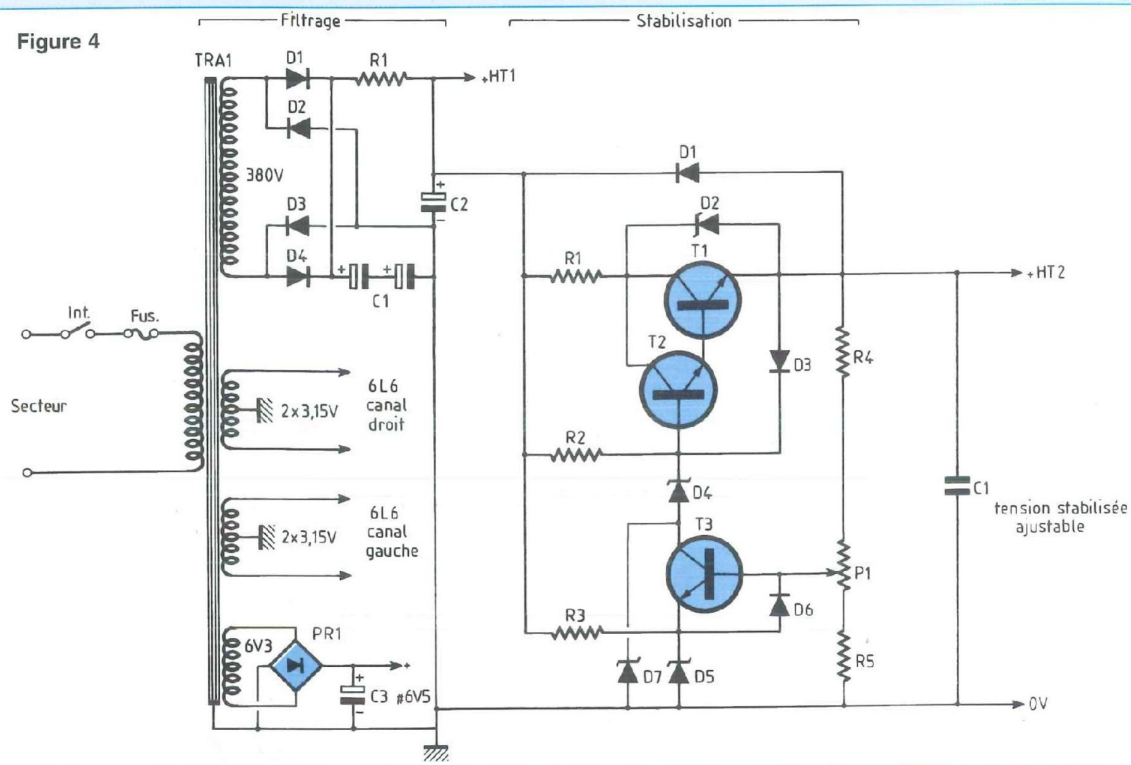 Filtrage
Stabilisation
Figure 4
TRA1
D1
R1
+HT1
D2
380V
D3
+
C2
-
D4
+
+
C1
Int.
Fus.
Secteur
2x3,15V
6L6
canal
droit
2x3,15V
6L6
canal
gauche
6V3
PR1
+
+
C3
#6V5
-
D1
D2
T1
R1
+HT2
T2
D3
R4
R2
D4
C1
tension stabilisée
ajustable
T3
P1
D6
R3
D7
D5
R5
0V